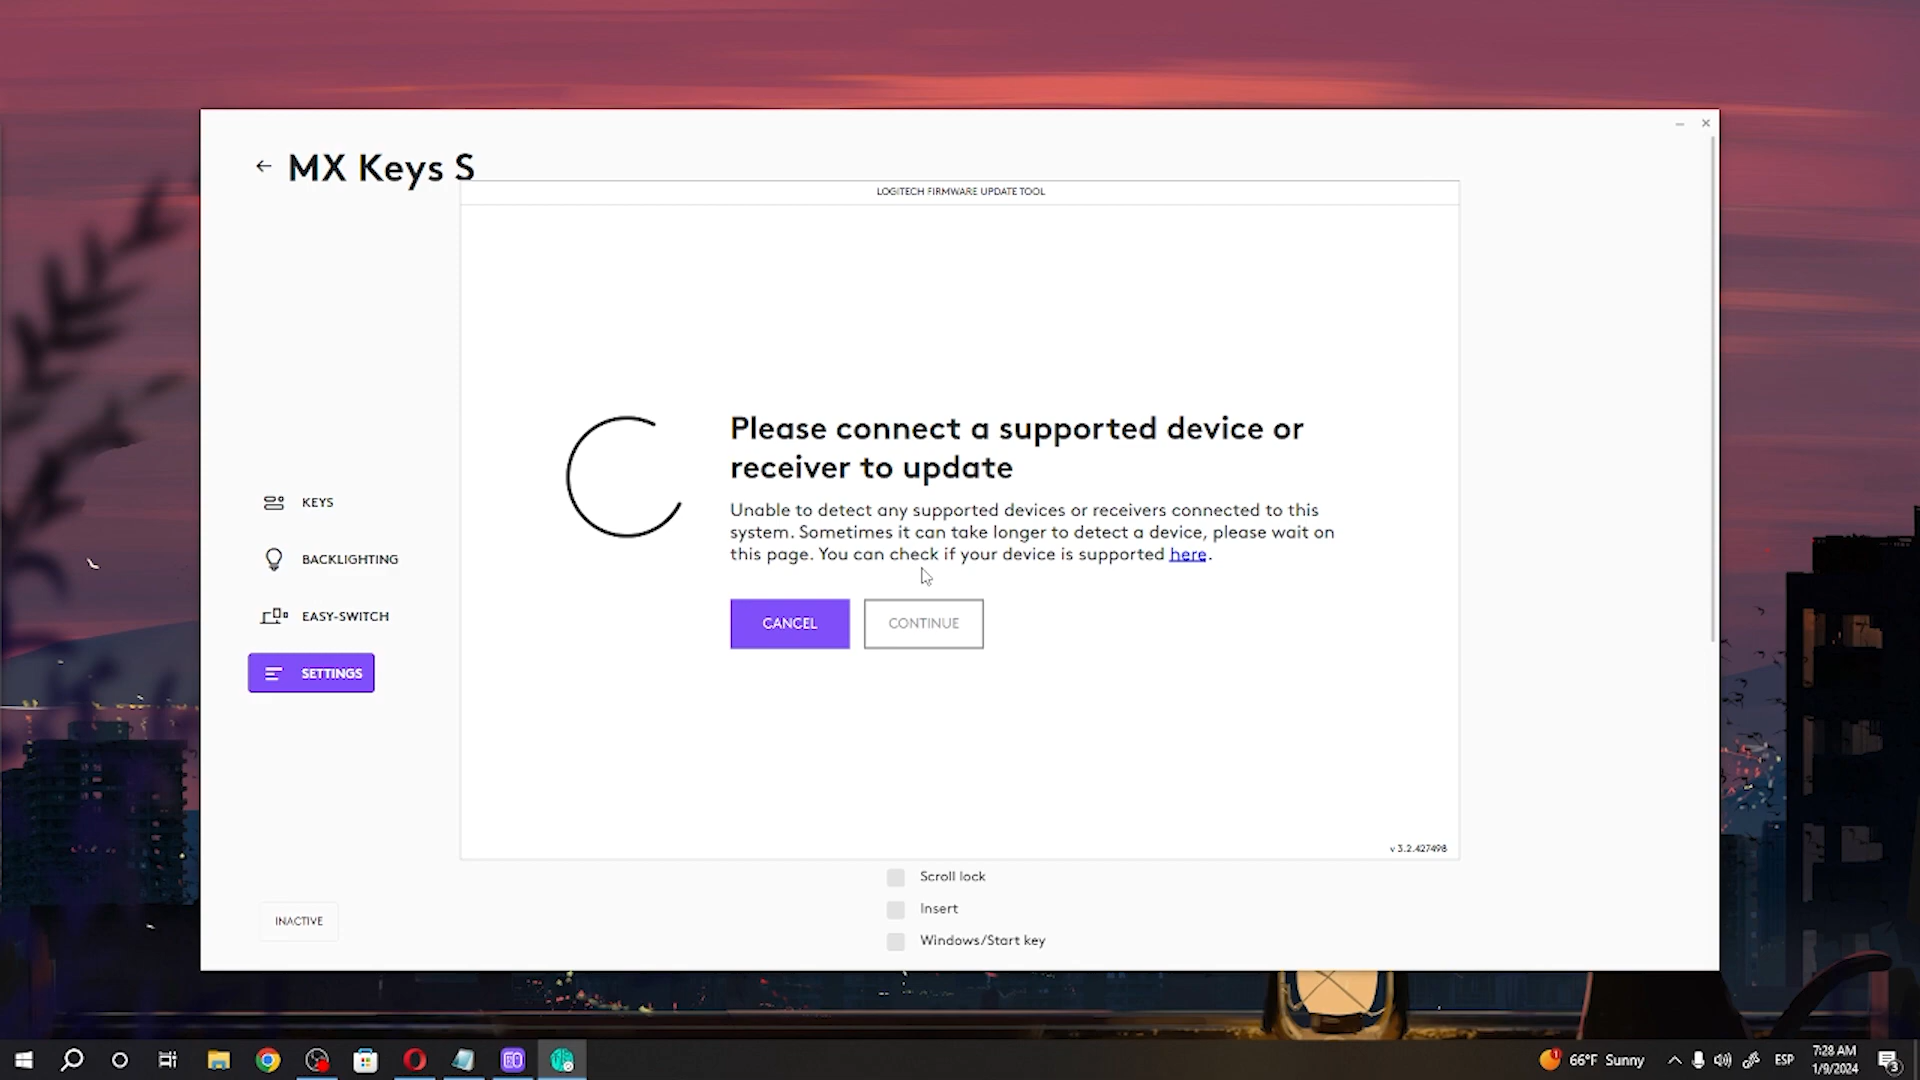 MX Keys S
LOGITECH FIRMWARE UPDATE TOOL
Please connect a supported device or
receiver to update
Unable to detect any supported devices or receivers connected to this
system. Sometimes it can take longer to detect a device, please wait on
this page. You can check if your device is supported here.
CANCEL
CONTINUE
KEYS
BACKLIGHTING
EASY-SWITCH
SETTINGS
v 3.2.427498
Scroll lock
Insert
Windows/Start key
INACTIVE
1
66°F Sunny
ESP
7:28 AM
1/9/2024
3